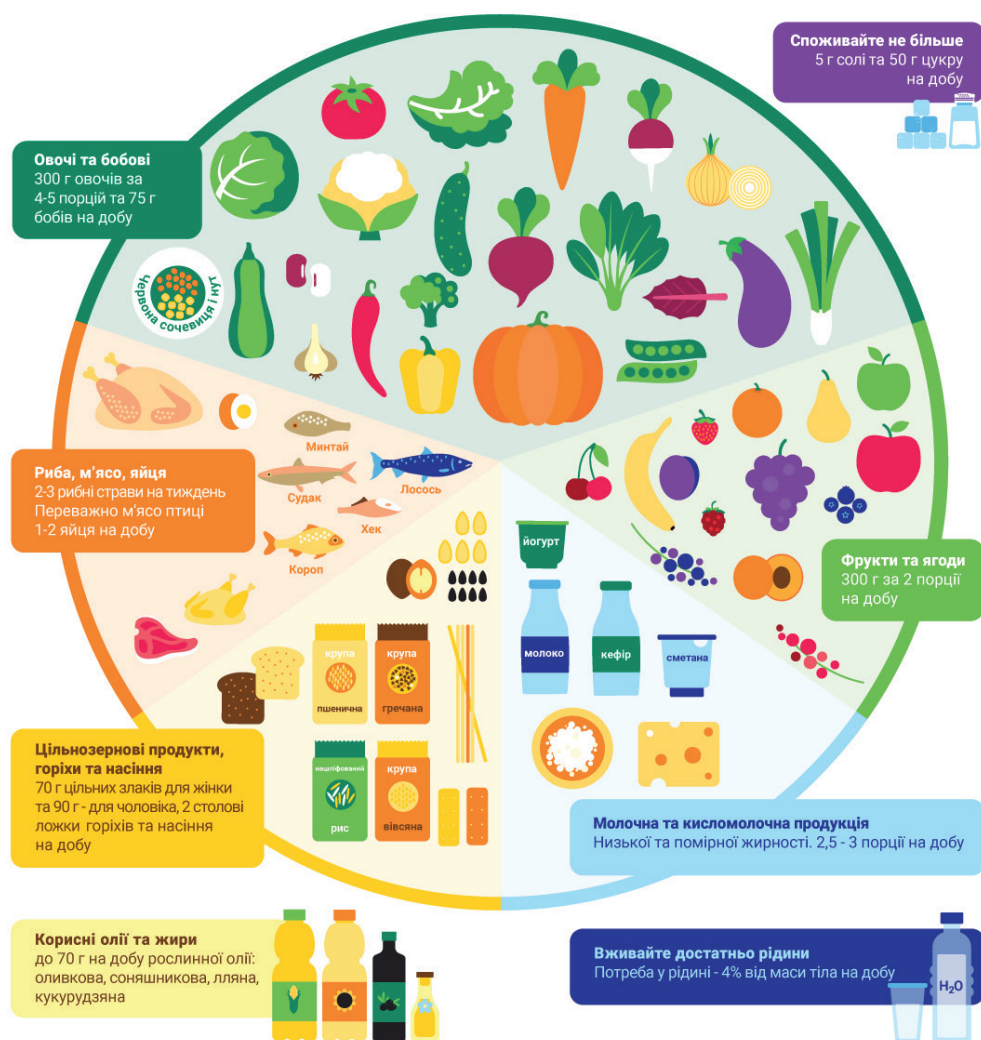 Споживайте не більше
5 г солі та 50 г цукру
на добу
Овочі та бобові
300 г овочів за
4-5 порцій та 75 г
бобів на добу
Червона сочевиця і нут
Минтай
Судак
Лосось
Хек
Короп
Риба, м'ясо, яйця
2-3 рибні страви на тиждень
Переважно м'ясо птиці
1-2 яйця на добу
Фрукти та ягоди
300 г за 2 порції
на добу
йогурт
молоко
кефір
сметана
крупа
пшенична
крупа
гречана
нешліфований
рис
крупа
вівсяна
Цільнозернові продукти,
горіхи та насіння
70 г цільних злаків для жінки
та 90 г - для чоловіка, 2 столові
ложки горіхів та насіння
на добу
Молочна та кисломолочна продукція
Низької та помірної жирності. 2,5 - 3 порції на добу
Корисні олії та жири
до 70 г на добу рослинної олії:
оливкова, соняшникова, лляна,
кукурудзяна
Вживайте достатньо рідини
Потреба у рідині - 4% від маси тіла на добу
H₂O